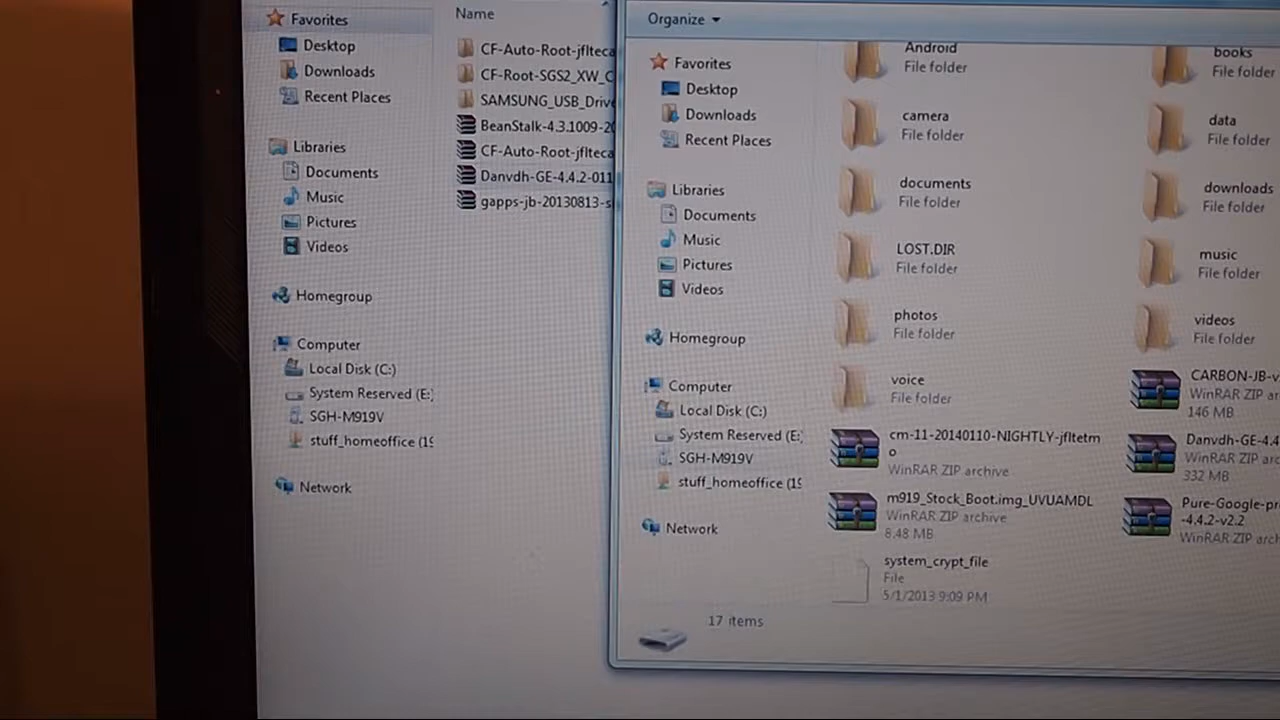 Favorites
Desktop
Downloads
Recent Places
Libraries
Documents
Music
Pictures
Videos
Homegroup
Computer
Local Disk (C:)
System Reserved (E:)
SGH-M919V
stuff_homeoffice (19
Network
Name
CF-Auto-Root-jflteca
CF-Root-SGS2_XW_C
SAMSUNG_USB_Drive
BeanStalk-4.3.1009-20
CF-Auto-Root-jflteca
Danvdh-GE-4.4.2-011
gapps-jb-20130813-s
Organize
Favorites
Desktop
Downloads
Recent Places
Libraries
Documents
Music
Pictures
Videos
Homegroup
Computer
Local Disk (C:)
System Reserved (E:
SGH-M919V
stuff_homeoffice (19
Network
Android
File folder
books
File folder
camera
File folder
data
File folder
documents
File folder
downloads
File folder
LOST.DIR
File folder
music
File folder
photos
File folder
videos
File folder
voice
File folder
CARBON-JB-v
WinRAR ZIP ar
146 MB
cm-11-20140110-NIGHTLY-jfltetm
o
WinRAR ZIP archive
Danvdh-GE-4.4
WinRAR ZIP arc
332 MB
m919_Stock_Boot.img_UVUAMDL
WinRAR ZIP archive
8.48 MB
Pure-Google-pr
-4.4.2-v2.2
WinRAR ZIP arch
system_crypt_file
File
5/1/2013 9:09 PM
17 items